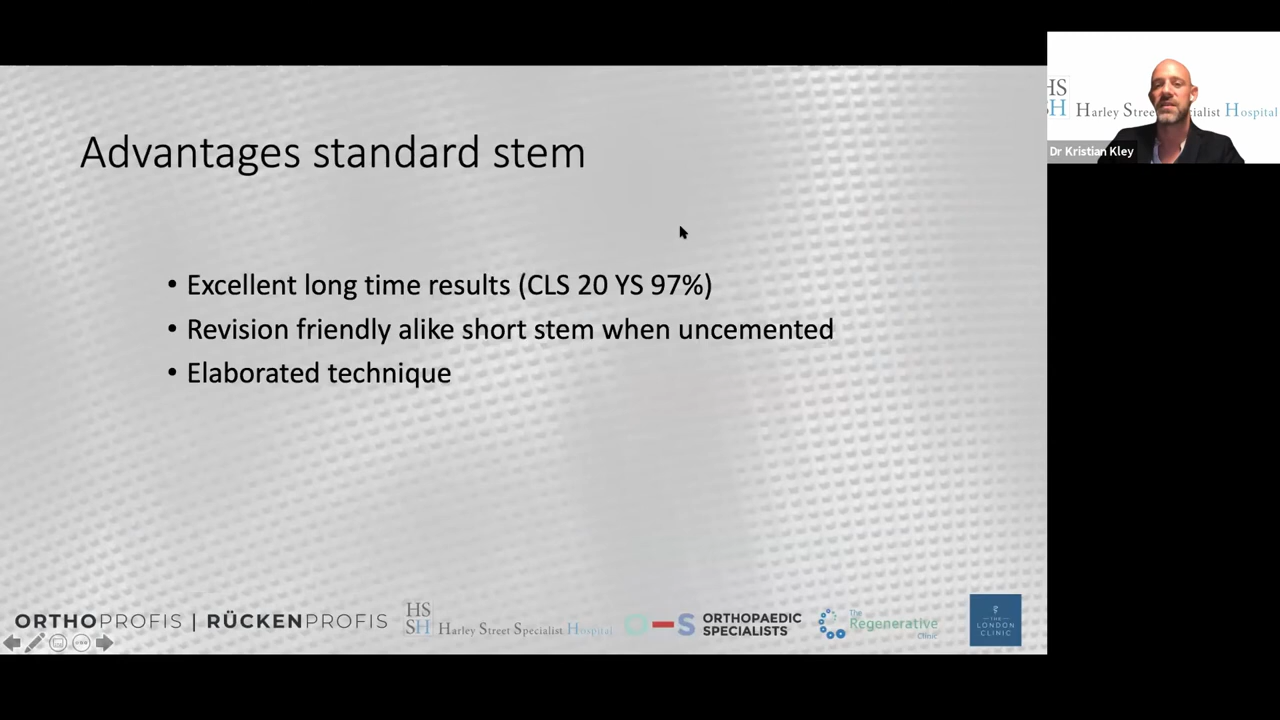 Advantages standard stem
• Excellent long time results (CLS 20 YS 97%)
• Revision friendly alike short stem when uncemented
• Elaborated technique
ORTHOPROFIS | RÜCKENPROFIS
HS
SH Harley Street Specialist Hospital
O-S ORTHOPAEDIC
SPECIALISTS
The
Regenerative
Clinic
THE
LONDON
CLINIC
HS
SH Harley Stree cialist Hospital
Dr Kristian Kley